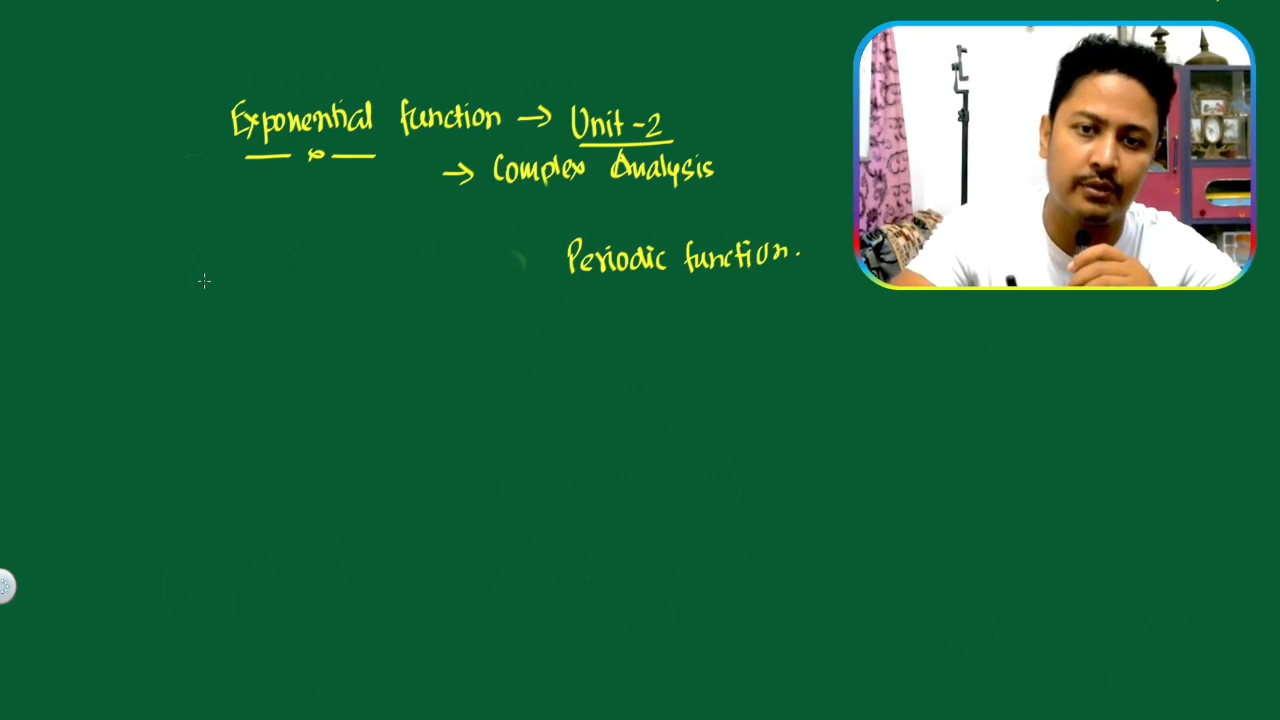 Exponential function → Unit-2
→ Complex Analysis
Periodic function.